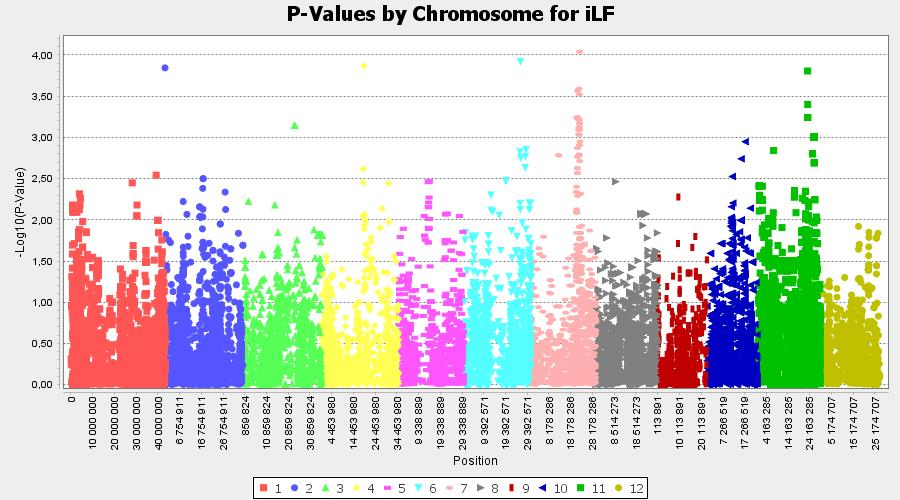 P-Values by Chromosome for iLF
4,00
3,50
3,00
2,50
2,00
1,50
1,00
0,50
0,00
-Log10(P-Value)
0
10 000 000
20 000 000
30 000 000
40 000 000
6 754 911
16 754 911
26 754 911
859 824
10 859 824
20 859 824
30 859 824
4 453 980
14 453 980
24 453 980
34 453 980
9 338 889
19 338 889
29 338 889
9 392 571
19 392 571
29 392 571
8 178 286
18 178 286
28 178 286
8 514 273
18 514 273
113 891
10 113 891
20 113 891
7 266 519
17 266 519
4 163 285
14 163 285
24 163 285
5 174 707
15 174 707
25 174 707
Position
1 2 3 4 5 6 7 8 9 10 11 12